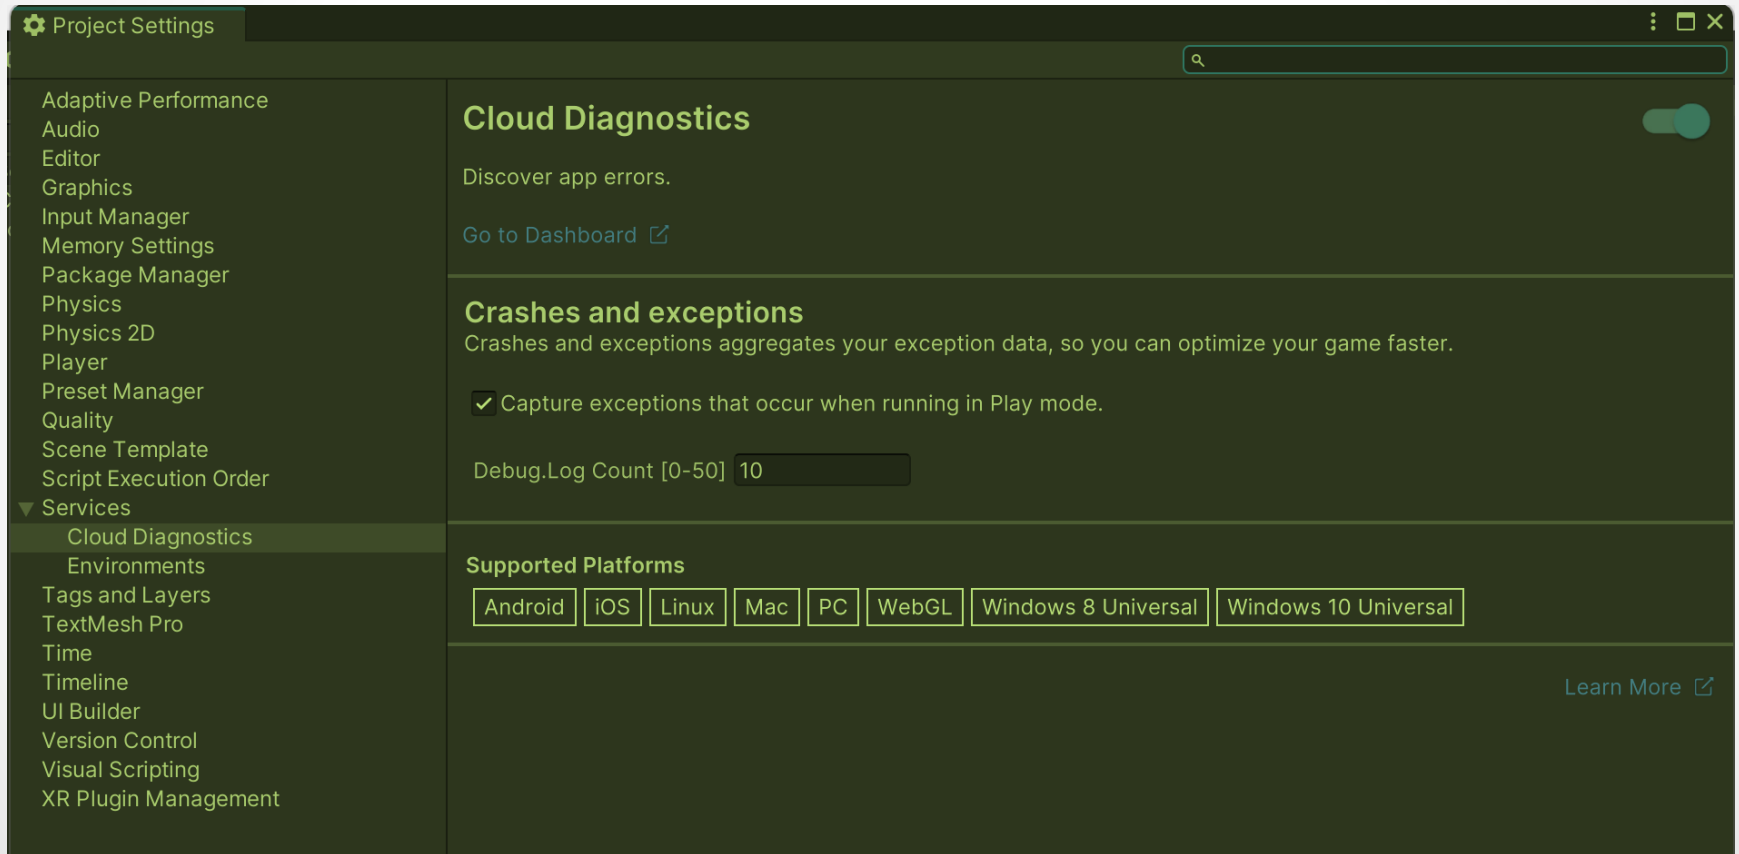 Project Settings
Adaptive Performance
Audio
Editor
Graphics
Input Manager
Memory Settings
Package Manager
Physics
Physics 2D
Player
Preset Manager
Quality
Scene Template
Script Execution Order
Services
Cloud Diagnostics
Environments
Tags and Layers
TextMesh Pro
Time
Timeline
UI Builder
Version Control
Visual Scripting
XR Plugin Management
Cloud Diagnostics
Discover app errors.
Go to Dashboard
Crashes and exceptions
Crashes and exceptions aggregates your exception data, so you can optimize your game faster.
Capture exceptions that occur when running in Play mode.
Debug.Log Count [0-50] 10
Supported Platforms
Android iOS Linux Mac PC WebGL Windows 8 Universal Windows 10 Universal
Learn More